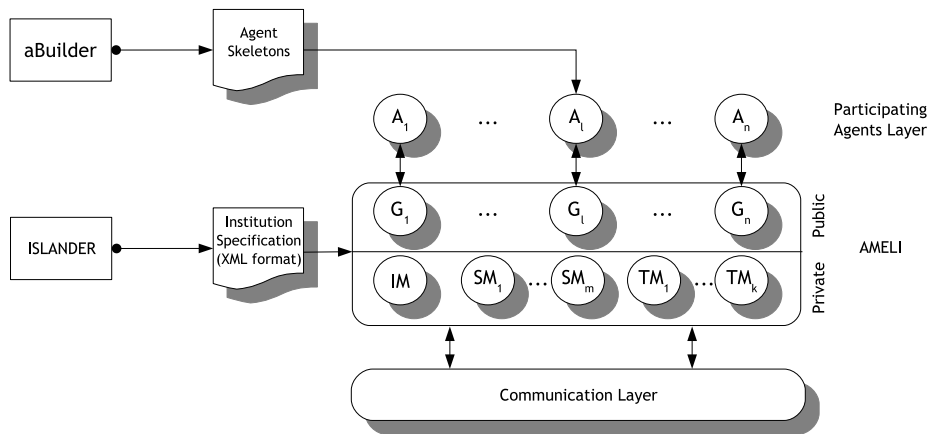 aBuilder
Agent
Skeletons
A1 ... Al ... An
Participating
Agents Layer
G1 ... Gl ... Gn
Public
ISLANDER
Institution
Specification
(XML format)
AMELI
IM SM1 ... SMm TM1 ... TMk
Private
Communication Layer